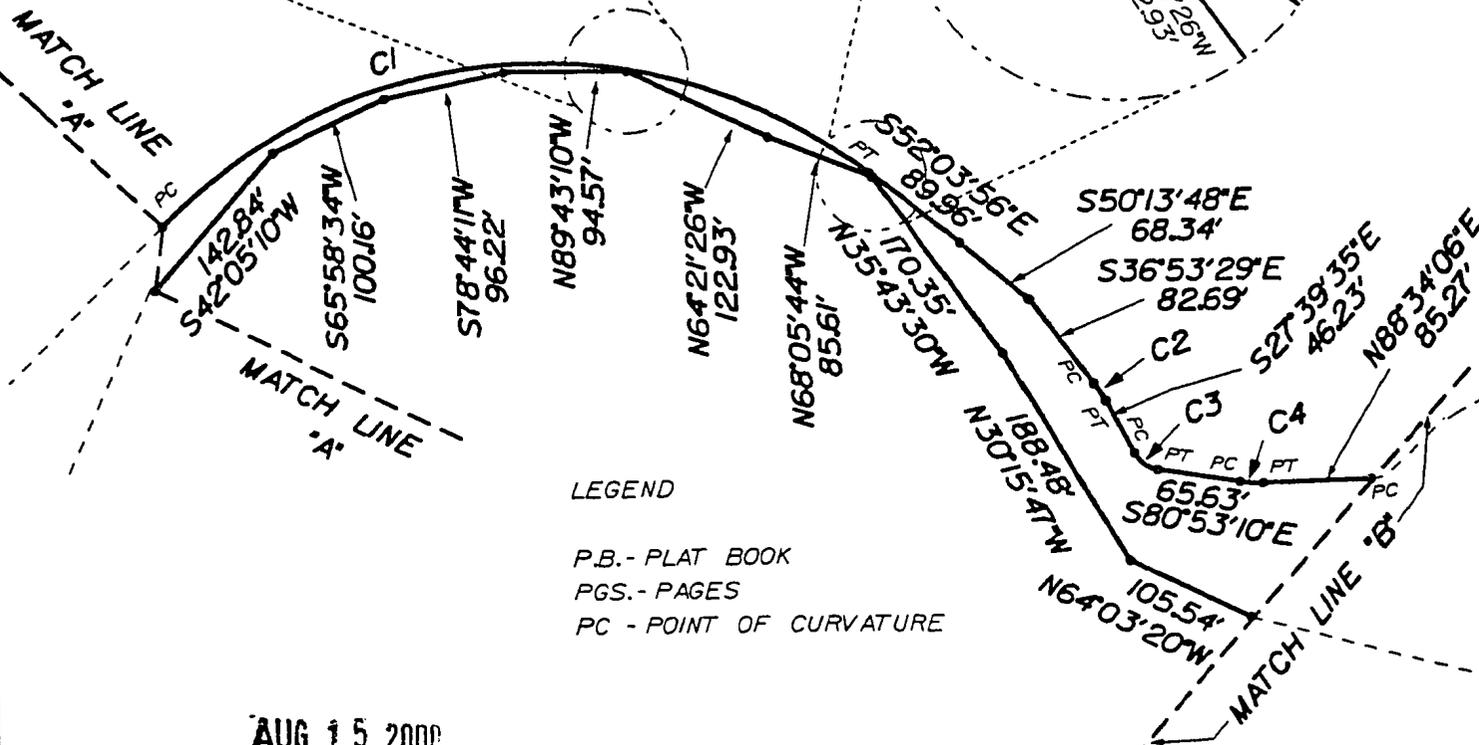 MATCH LINE
"A"
PC
C1
142.84'
S42°05'10"W
S65°58'34"W
100.16'
S78°44'11"W
96.22'
N89°43'10"W
94.57'
N64°21'26"W
122.93'
N68°05'44"W
85.61'
PT
S52°03'56"E
89.96'
170.35'
N35°43'30"W
26"W
2.93'
S50°13'48"E
68.34'
S36°53'29"E
82.69'
C2
PC
PT
S27°39'35"E
46.23'
C3
PC
PT
C4
PC
PT
N88°34'06"E
85.27'
PC
65.63'
S80°53'10"E
188.48'
N30°15'47"W
105.54'
N64°03'20"W
MATCH LINE "B"
MATCH LINE
"A"
LEGEND
P.B.- PLAT BOOK
PGS.- PAGES
PC - POINT OF CURVATURE
AUG 15 2000